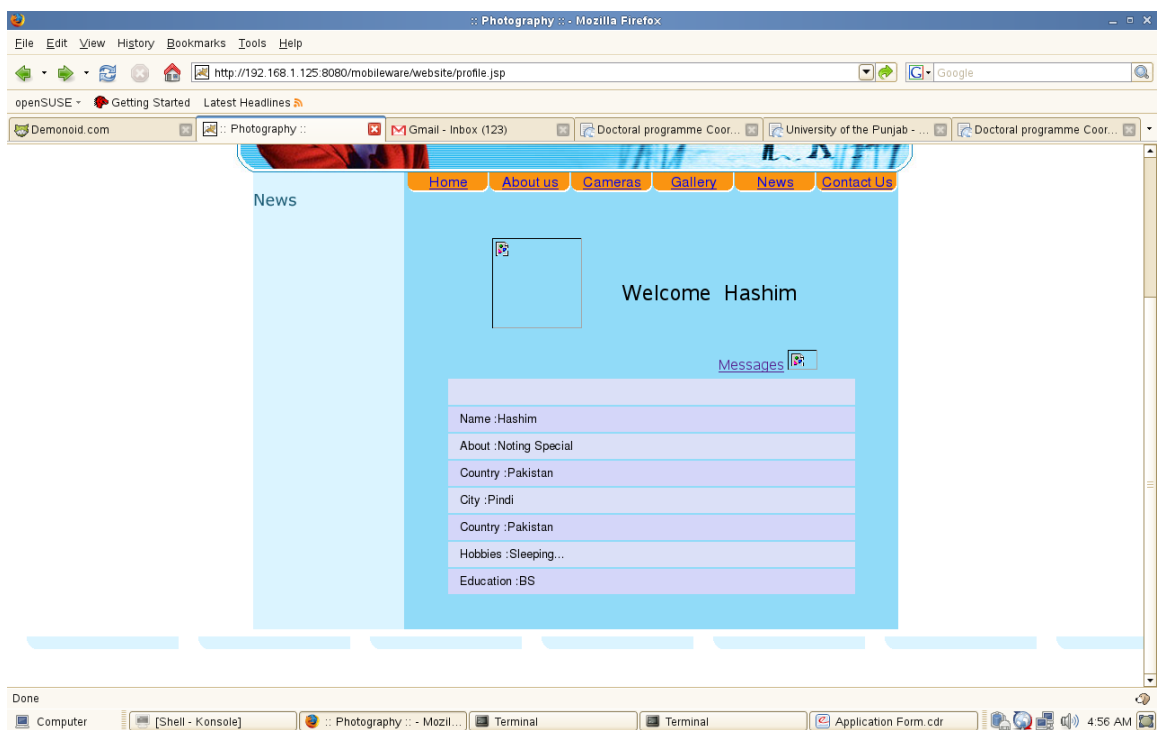 :: Photography :: - Mozilla Firefox
File Edit View History Bookmarks Tools Help
http://192.168.1.125:8080/mobileware/website/profile.jsp G Google
openSUSE Getting Started Latest Headlines
Demonoid.com :: Photography :: Gmail - Inbox (123) Doctoral programme Coor... University of the Punjab - ... Doctoral programme Coor...
Home About us Cameras Gallery News Contact Us
News
Welcome Hashim
Messages
Name :Hashim
About :Noting Special
Country :Pakistan
City :Pindi
Country :Pakistan
Hobbies :Sleeping...
Education :BS
Done
Computer [Shell - Konsole] :: Photography :: - Mozil... Terminal Terminal Application Form.cdr 4:56 AM